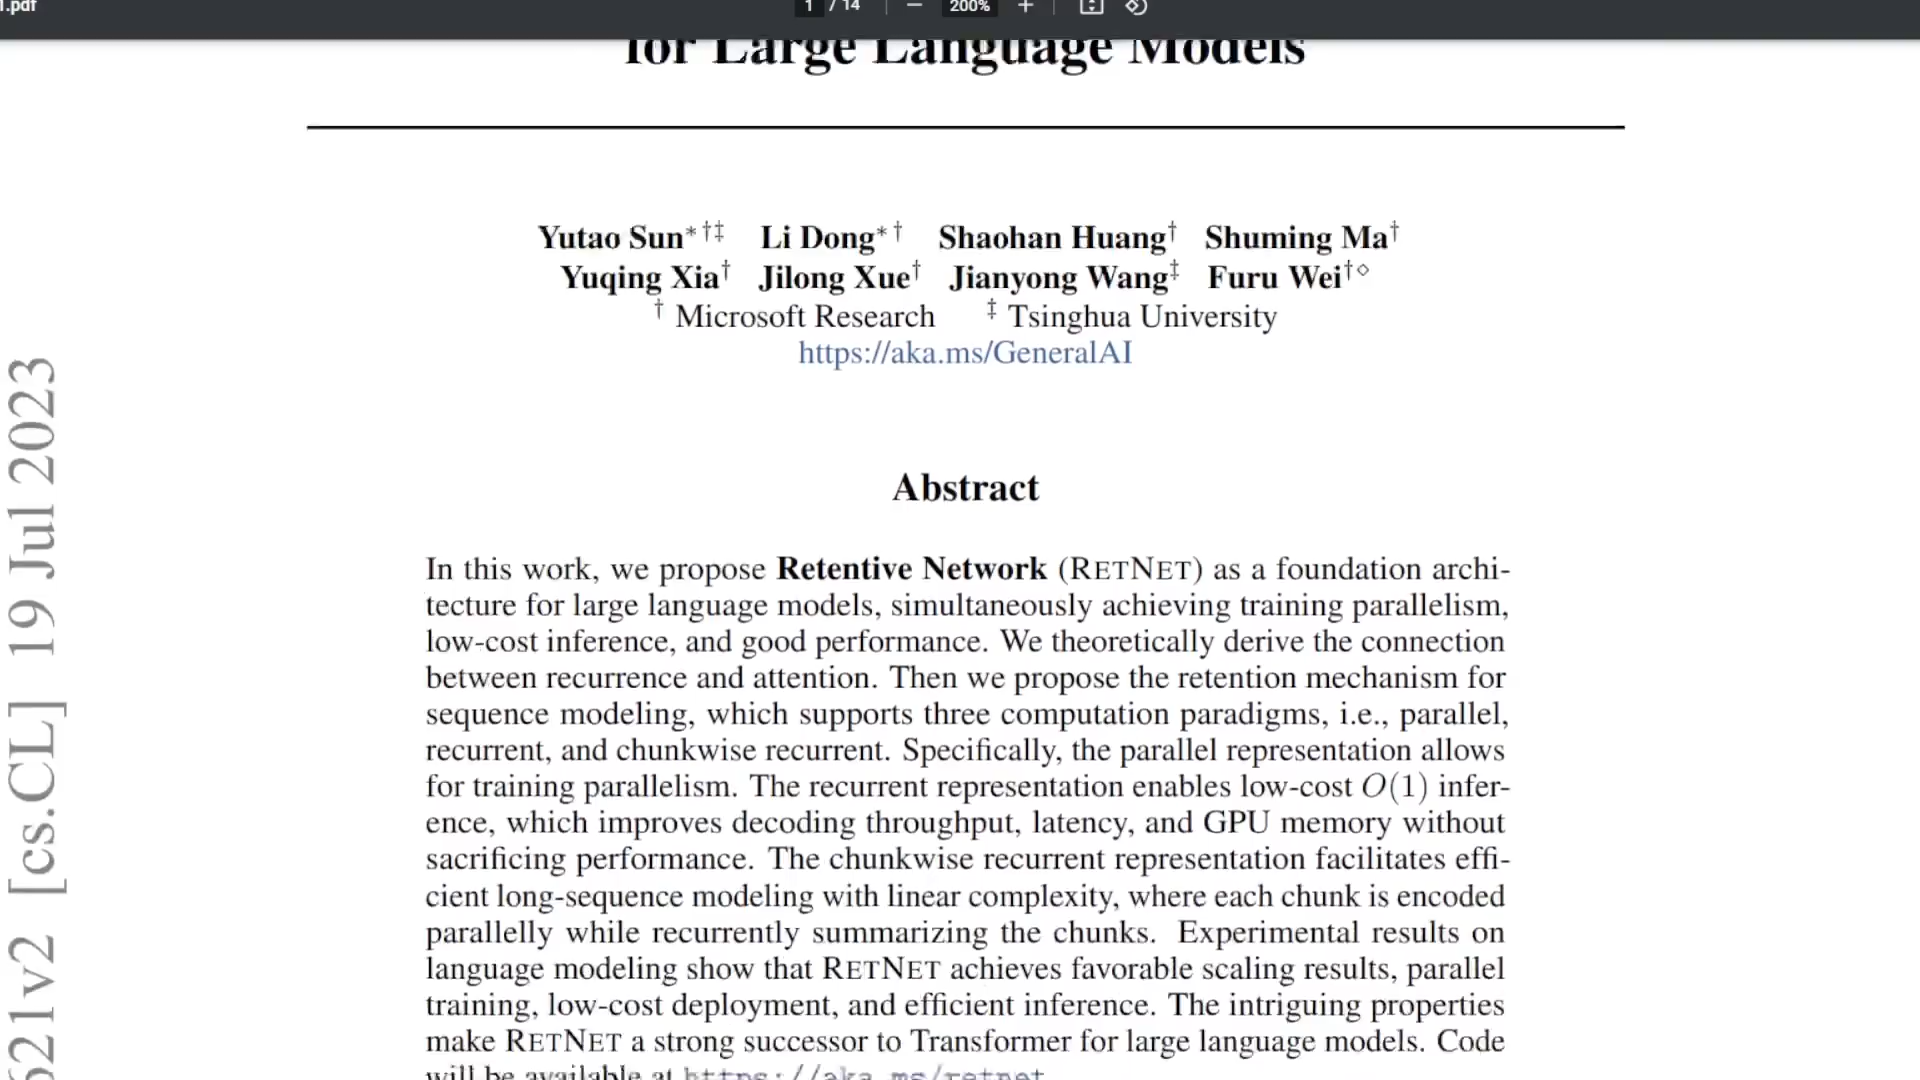 1.pdf
1 / 14
200%
for Large Language Models
Yutao Sun*†‡ Li Dong*† Shaohan Huang† Shuming Ma†
Yuqing Xia† Jilong Xue† Jianyong Wang‡ Furu Wei†◇
† Microsoft Research ‡ Tsinghua University
https://aka.ms/GeneralAI
Abstract
In this work, we propose Retentive Network (RETNET) as a foundation archi-
tecture for large language models, simultaneously achieving training parallelism,
low-cost inference, and good performance. We theoretically derive the connection
between recurrence and attention. Then we propose the retention mechanism for
sequence modeling, which supports three computation paradigms, i.e., parallel,
recurrent, and chunkwise recurrent. Specifically, the parallel representation allows
for training parallelism. The recurrent representation enables low-cost O(1) infer-
ence, which improves decoding throughput, latency, and GPU memory without
sacrificing performance. The chunkwise recurrent representation facilitates effi-
cient long-sequence modeling with linear complexity, where each chunk is encoded
parallelly while recurrently summarizing the chunks. Experimental results on
language modeling show that RETNET achieves favorable scaling results, parallel
training, low-cost deployment, and efficient inference. The intriguing properties
make RETNET a strong successor to Transformer for large language models. Code
will be available at https://aka.ms/retnet
621v2 [cs.CL] 19 Jul 2023